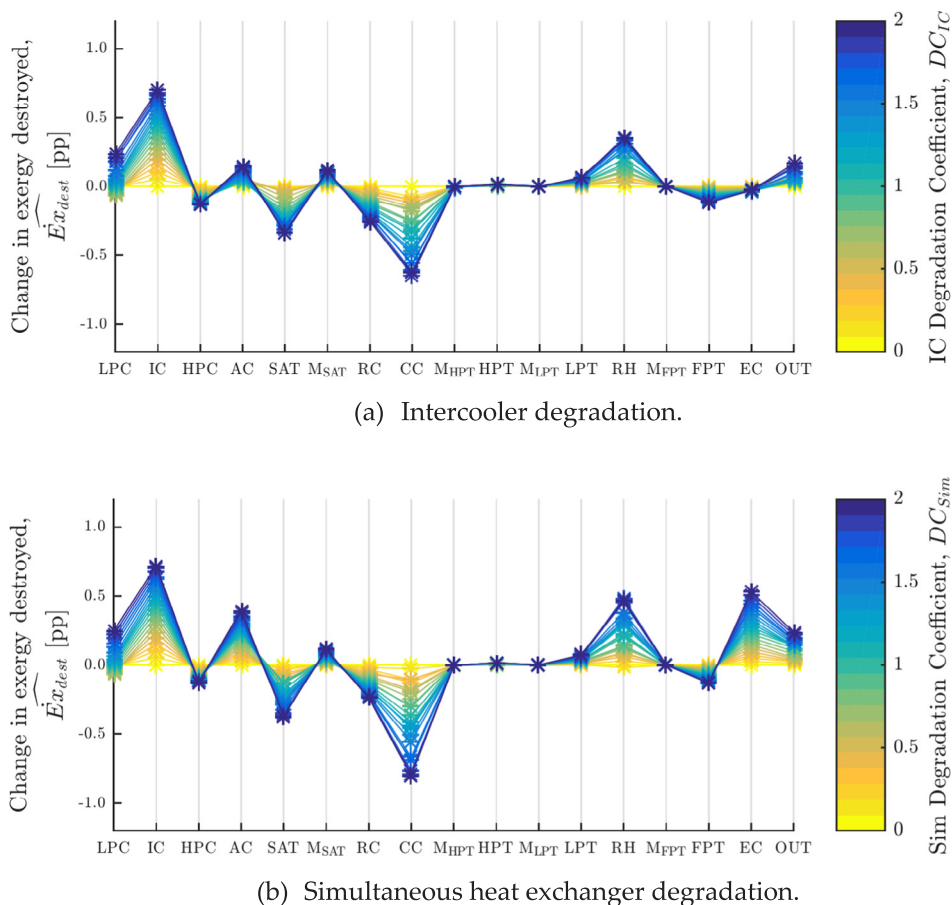 Change in exergy destroyed,
Ėx_dest [pp]
1.0
0.5
0.0
-0.5
-1.0
LPC IC HPC AC SAT M_SAT RC CC M_HPT HPT M_LPT LPT RH M_FPT FPT EC OUT
2
1.5
1
0.5
0
IC Degradation Coefficient, DC_IC
(a) Intercooler degradation.
Change in exergy destroyed,
Ėx_dest [pp]
1.0
0.5
0.0
-0.5
-1.0
LPC IC HPC AC SAT M_SAT RC CC M_HPT HPT M_LPT LPT RH M_FPT FPT EC OUT
2
1.5
1
0.5
0
Sim Degradation Coefficient, DC_Sim
(b) Simultaneous heat exchanger degradation.